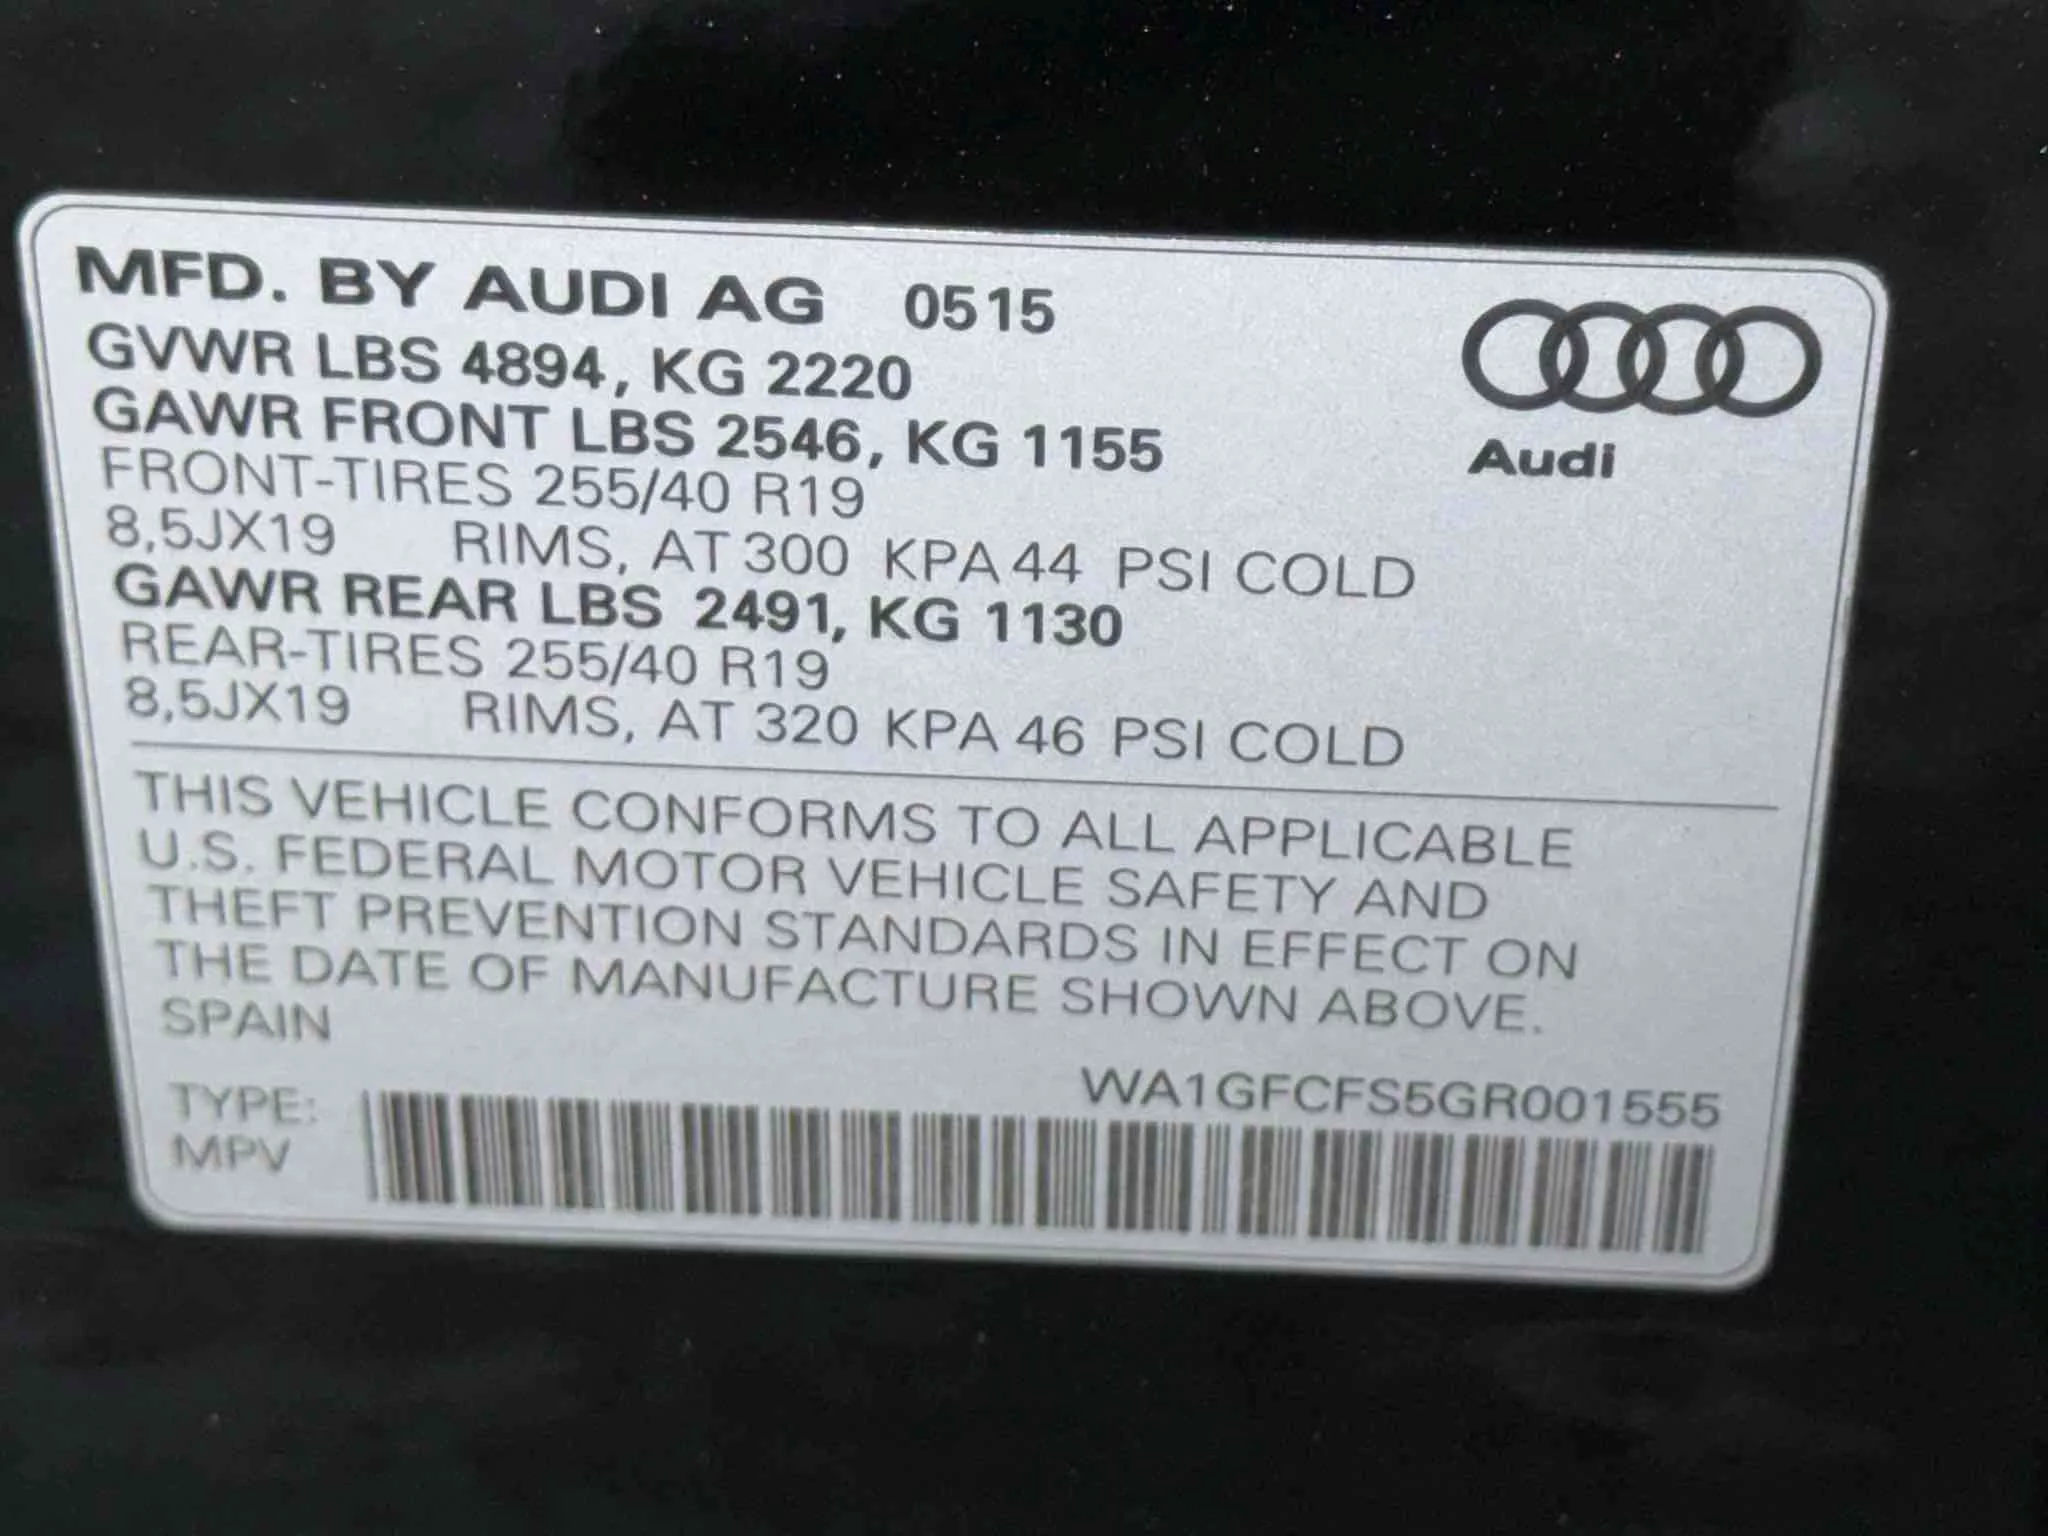 MFD. BY AUDI AG 0515
GVWR LBS 4894, KG 2220
GAWR FRONT LBS 2546, KG 1155
FRONT-TIRES 255/40 R19
8,5JX19 RIMS, AT 300 KPA 44 PSI COLD
GAWR REAR LBS 2491, KG 1130
REAR-TIRES 255/40 R19
8,5JX19 RIMS, AT 320 KPA 46 PSI COLD
Audi
THIS VEHICLE CONFORMS TO ALL APPLICABLE
U.S. FEDERAL MOTOR VEHICLE SAFETY AND
THEFT PREVENTION STANDARDS IN EFFECT ON
THE DATE OF MANUFACTURE SHOWN ABOVE.
SPAIN
WA1GFCFS5GR001555
TYPE:
MPV